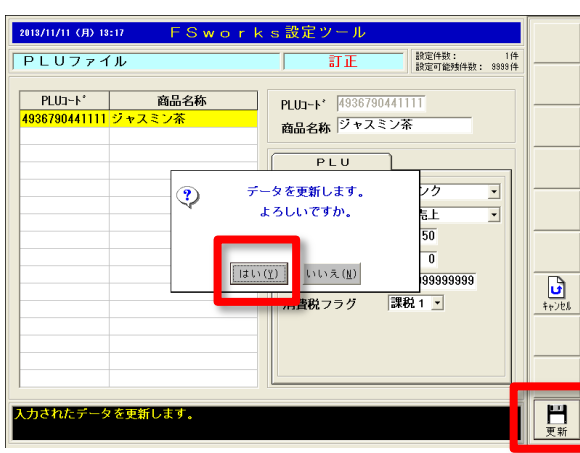 2013/11/11 (月) 13:17 FSworks設定ツール
PLUファイル 訂正 設定件数： 1件
設定可能残件数： 9999件
PLUｺｰﾄﾞ 商品名称
4936790441111 ジャスミン茶
PLUｺｰﾄﾞ 4936790441111
商品名称 ジャスミン茶
PLU
データを更新します。
よろしいですか。
はい(Y) いいえ(N)
ンク
売上
50
0
99999999
消費税フラグ 課税１
ｷｬﾝｾﾙ
入力されたデータを更新します。
更新